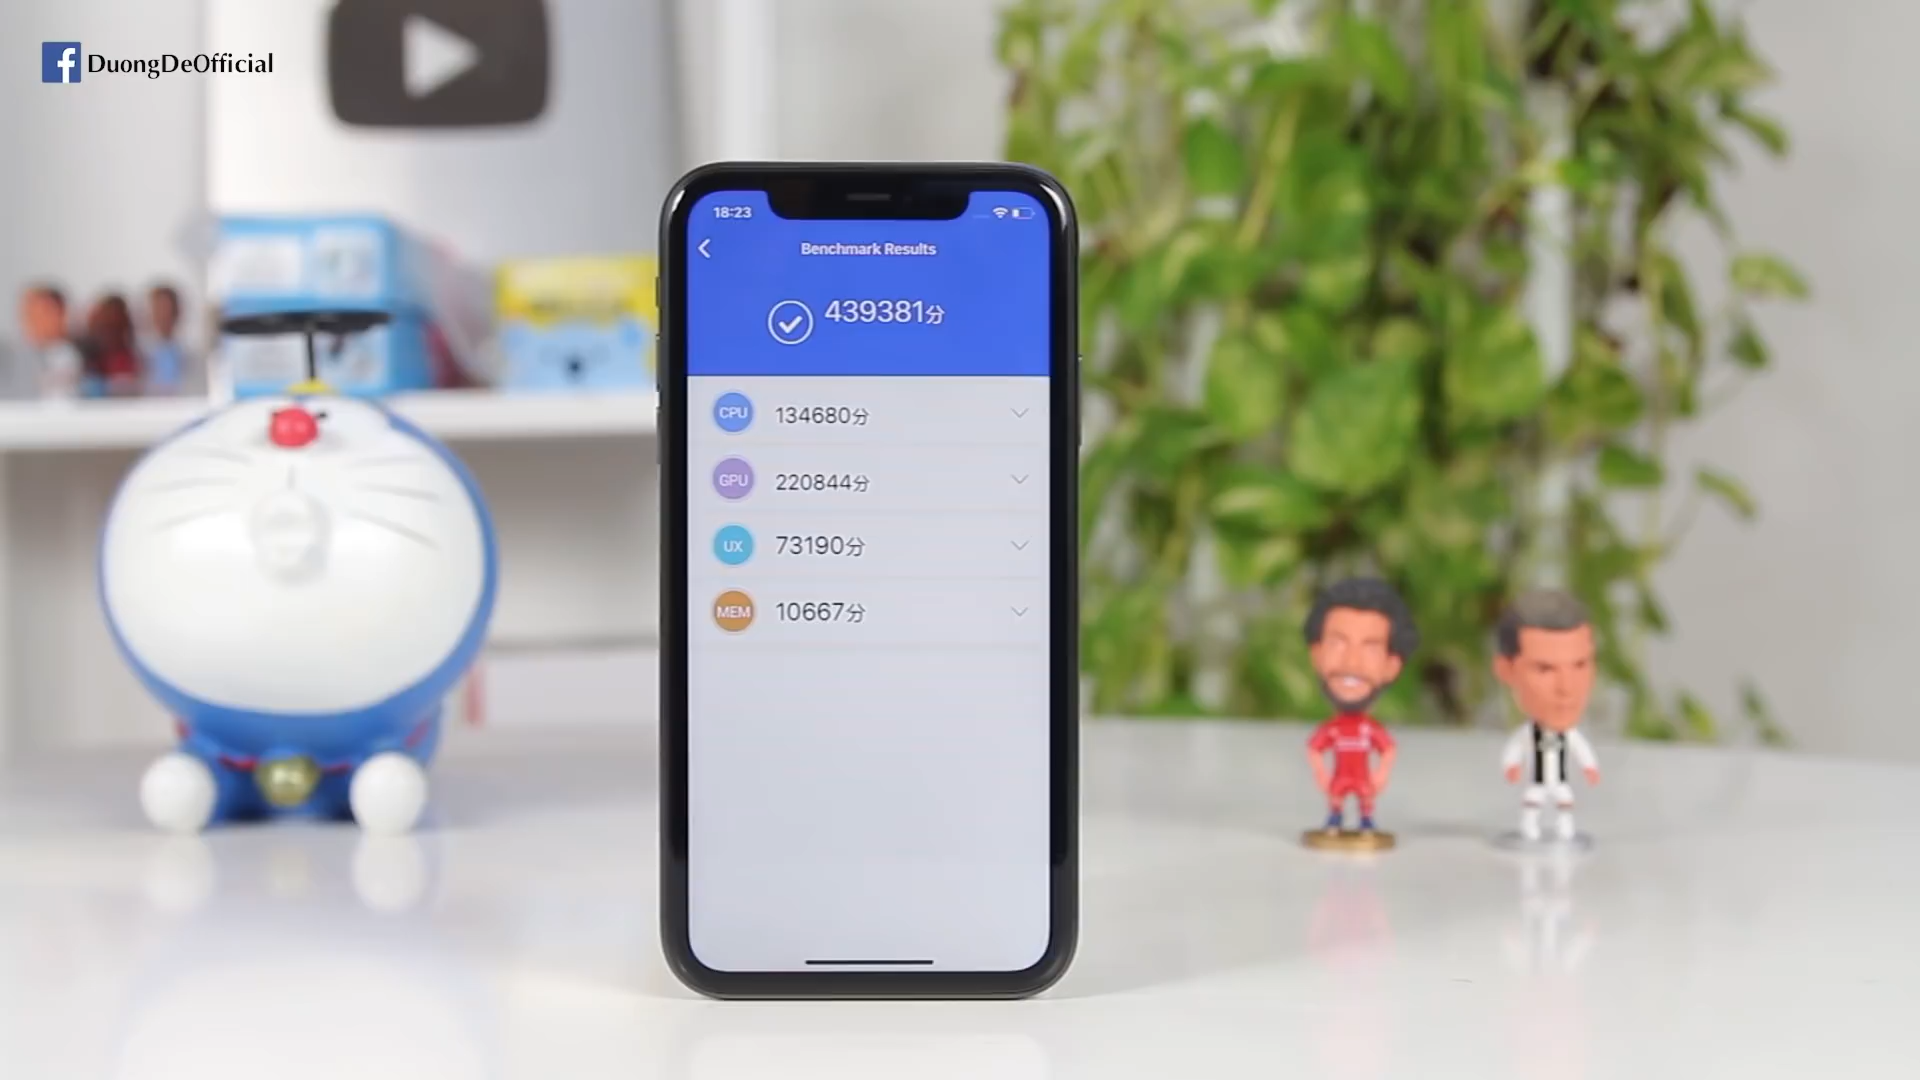 DuongDeOfficial
18:23
Benchmark Results
439381分
CPU 134680分
GPU 220844分
UX 73190分
MEM 10667分